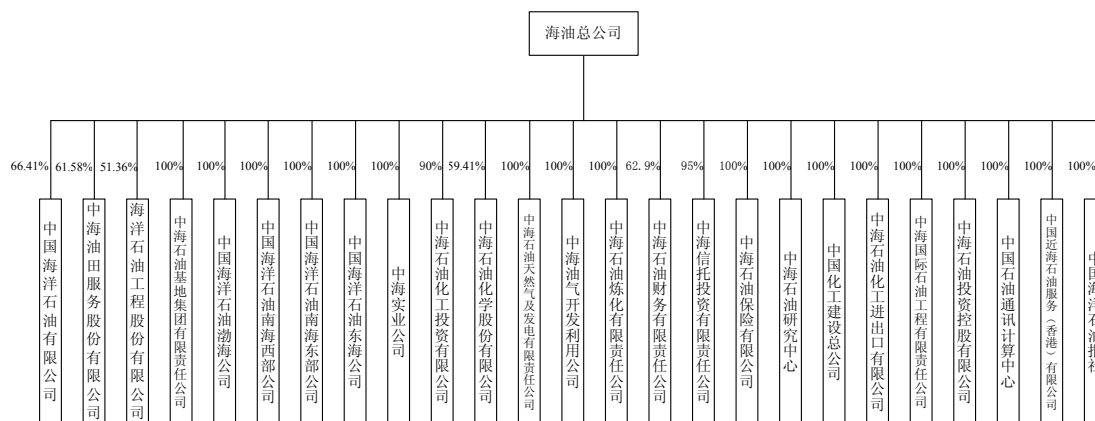 海油总公司
66.41%
61.58%
51.36%
100%
100%
100%
100%
100%
100%
90%
59.41%
100%
100%
100%
62.9%
95%
100%
100%
100%
100%
100%
100%
100%
100%
100%
中国海洋石油有限公司
中海油田服务股份有限公司
海洋石油工程股份有限公司
中海石油基地集团有限责任公司
中国海洋石油渤海公司
中国海洋石油南海西部公司
中国海洋石油南海东部公司
中国海洋石油东海公司
中海实业公司
中海石油化工投资有限公司
中海石油化学股份有限公司
中海石油天然气及发电有限责任公司
中海油气开发利用公司
中海石油炼化有限责任公司
中海石油财务有限责任公司
中海信托投资有限责任公司
中海石油保险有限公司
中海石油研究中心
中国化工建设总公司
中海石油化工进出口有限公司
中海国际石油工程有限责任公司
中海石油投资控股有限公司
中国石油通讯计算中心
中国近海石油服务（香港）有限公司
中国海洋石油报社